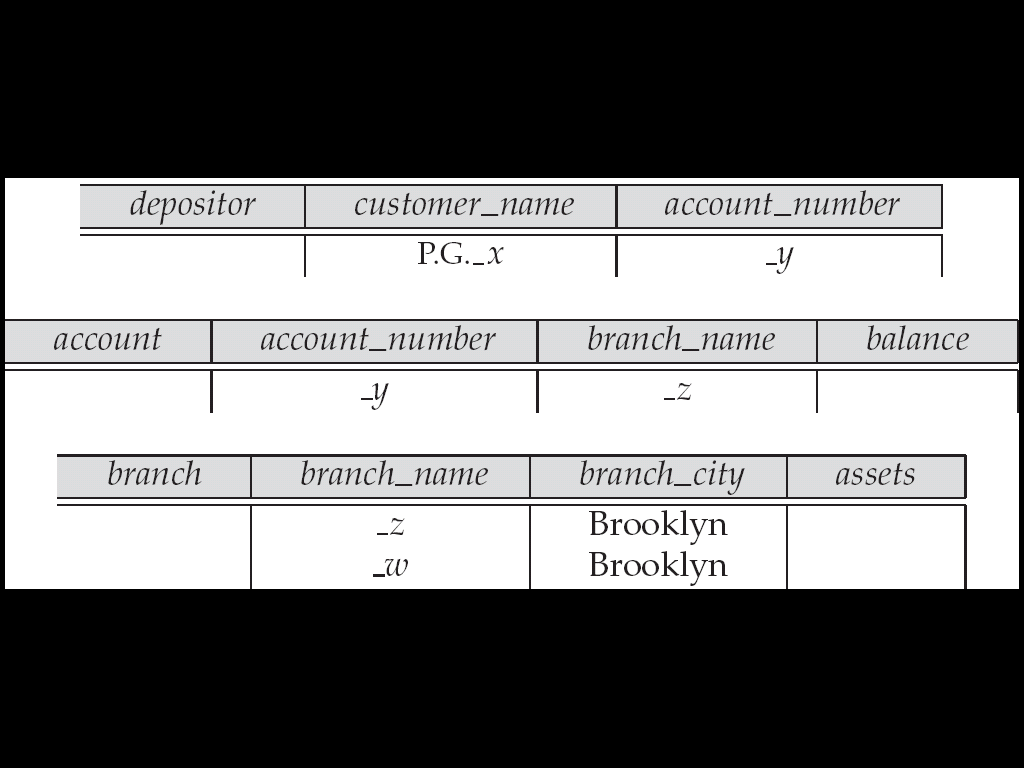 depositor customer_name account_number
P.G._x _y
account account_number branch_name balance
_y _z
branch branch_name branch_city assets
_z Brooklyn
_w Brooklyn